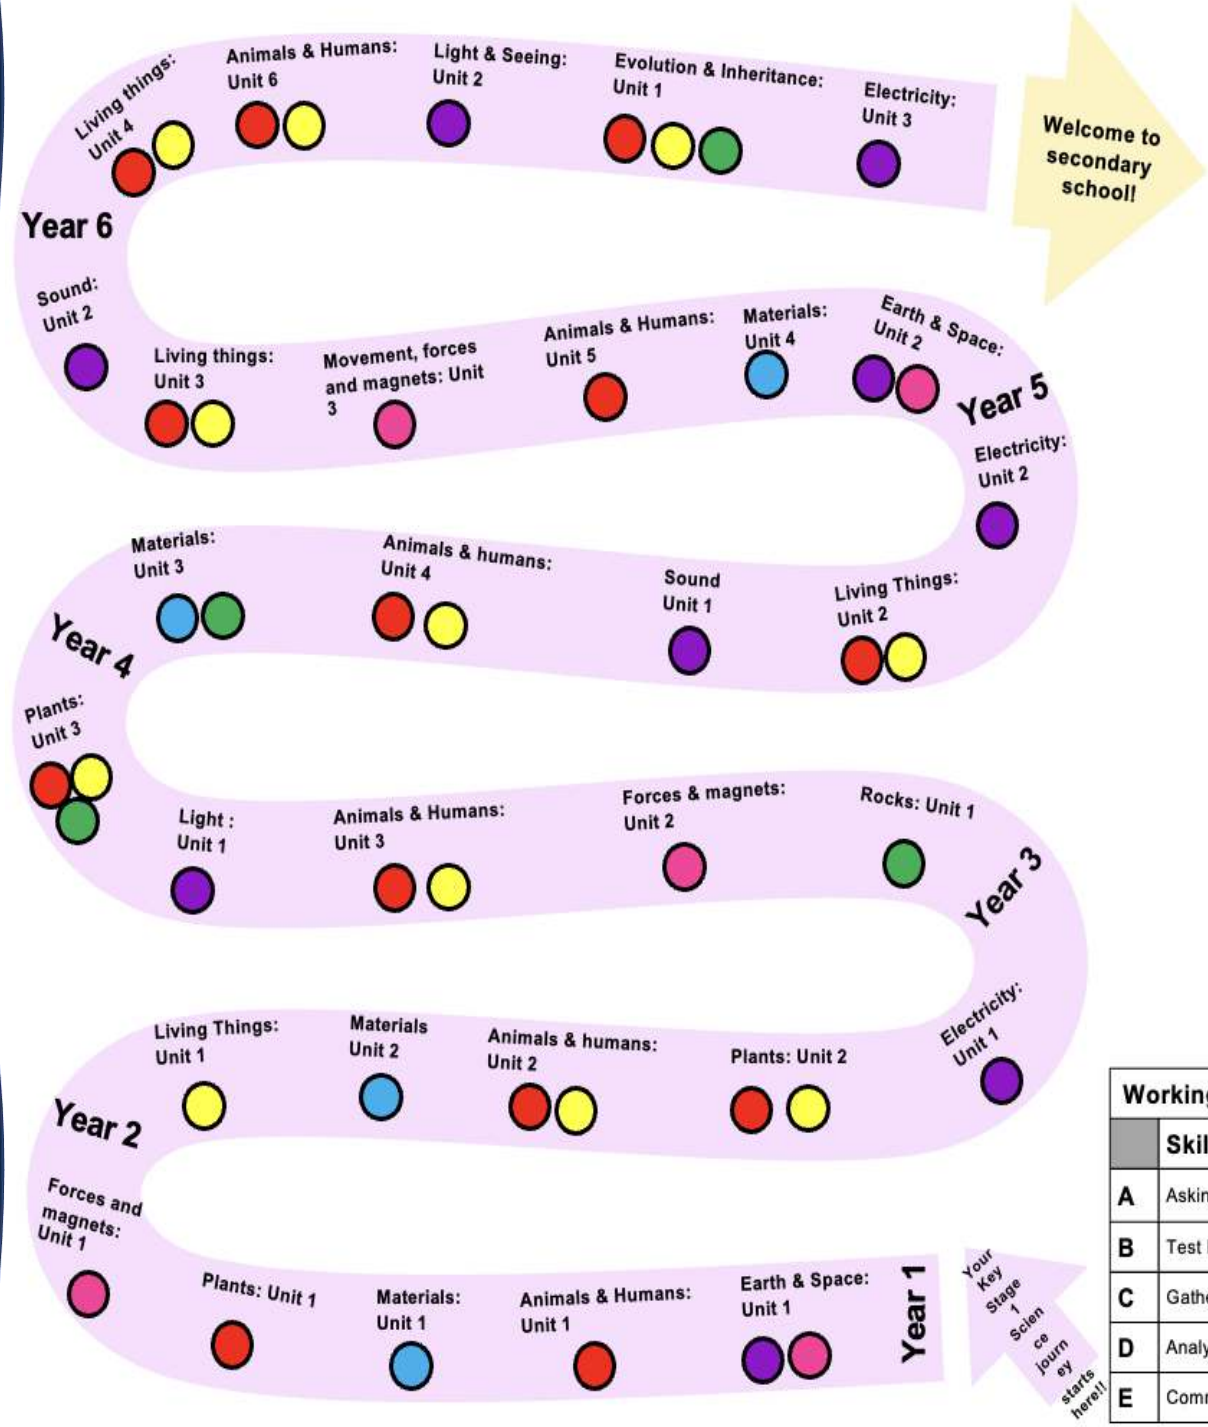 Living things:
Unit 4
Animals & Humans:
Unit 6
Light & Seeing:
Unit 2
Evolution & Inheritance:
Unit 1
Electricity:
Unit 3
Welcome to
secondary
school!
Year 6
Sound:
Unit 2
Living things:
Unit 3
Movement, forces
and magnets: Unit
3
Animals & Humans:
Unit 5
Materials:
Unit 4
Earth & Space:
Unit 2
Year 5
Electricity:
Unit 2
Materials:
Unit 3
Animals & humans:
Unit 4
Sound
Unit 1
Living Things:
Unit 2
Year 4
Plants:
Unit 3
Light :
Unit 1
Animals & Humans:
Unit 3
Forces & magnets:
Unit 2
Rocks: Unit 1
Year 3
Living Things:
Unit 1
Materials
Unit 2
Animals & humans:
Unit 2
Plants: Unit 2
Electricity:
Unit 1
Year 2
Forces and
magnets:
Unit 1
Plants: Unit 1
Materials:
Unit 1
Animals & Humans:
Unit 1
Earth & Space:
Unit 1
Year 1
Your
Key
Stage
1
Scien
ce
journ
ey
starts
here!!
Working
Skil
A Askin
B Test
C Gathe
D Analy
E Comm